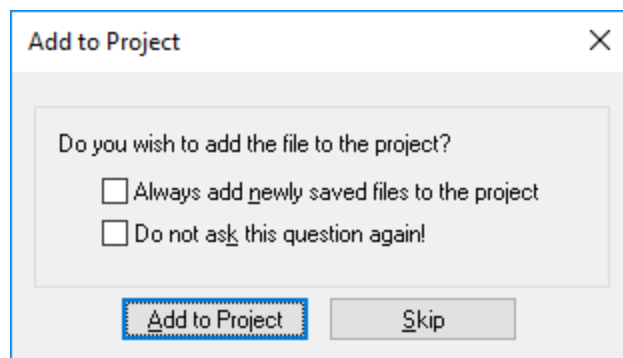 Add to Project
Do you wish to add the file to the project?
Always add newly saved files to the project
Do not ask this question again!
Add to Project
Skip